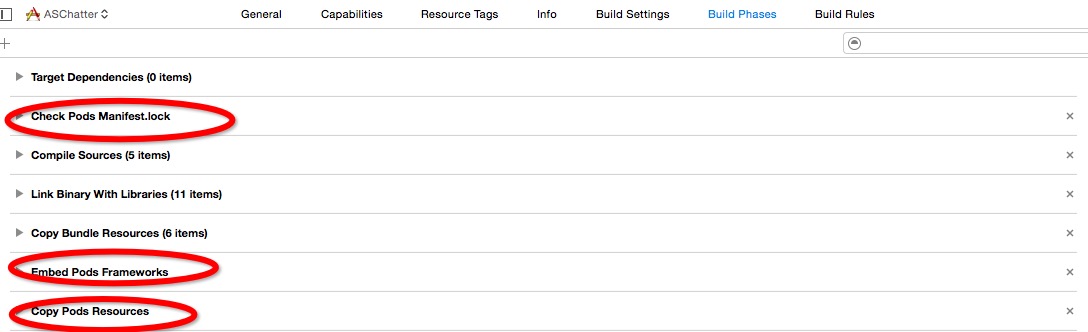 ASChatter
General
Capabilities
Resource Tags
Info
Build Settings
Build Phases
Build Rules
Target Dependencies (0 items)
Check Pods Manifest.lock
Compile Sources (5 items)
Link Binary With Libraries (11 items)
Copy Bundle Resources (6 items)
Embed Pods Frameworks
Copy Pods Resources